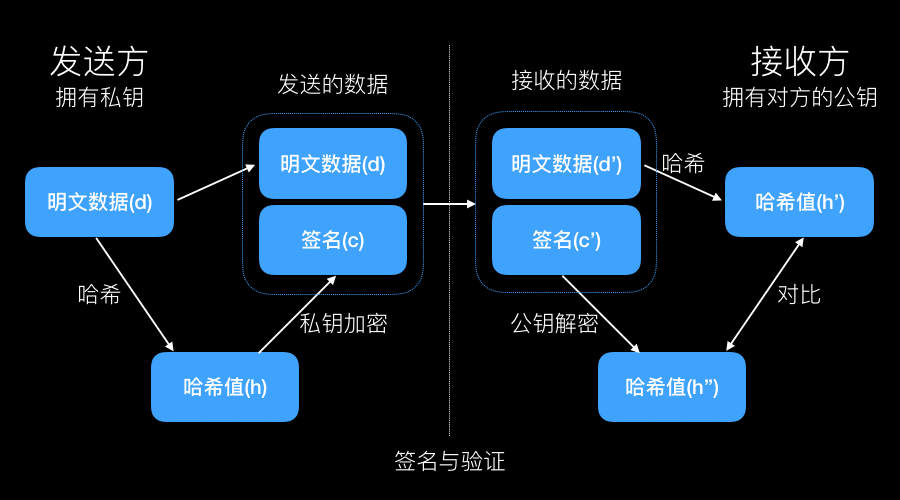 发送方
拥有私钥
发送的数据
明文数据(d)
明文数据(d)
签名(c)
哈希
私钥加密
哈希值(h)
接收方
拥有对方的公钥
接收的数据
明文数据(d’)
哈希
签名(c’)
哈希值(h’)
公钥解密
对比
哈希值(h”)
签名与验证